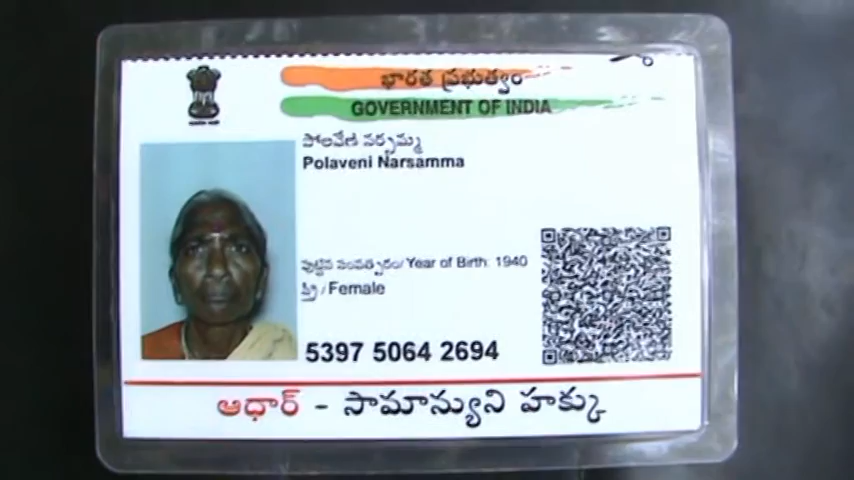 భారత ప్రభుత్వం
GOVERNMENT OF INDIA
పోలవేణి నర్సమ్మ
Polaveni Narsamma
పుట్టిన సంవత్సరం/Year of Birth: 1940
స్త్రీ / Female
5397 5064 2694
ఆధార్ - సామాన్యుని హక్కు